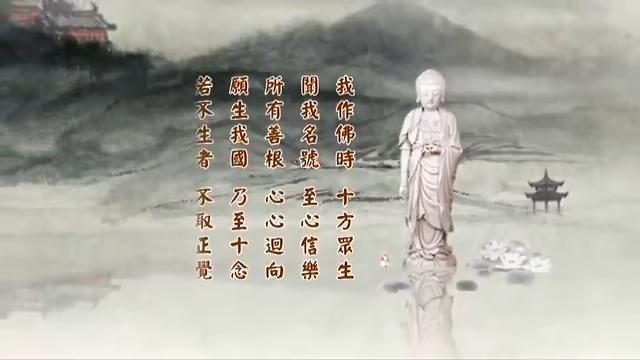 我作佛時 十方眾生
聞我名號 至心信樂
所有善根 心心迴向
願生我國 乃至十念
若不生者 不取正覺